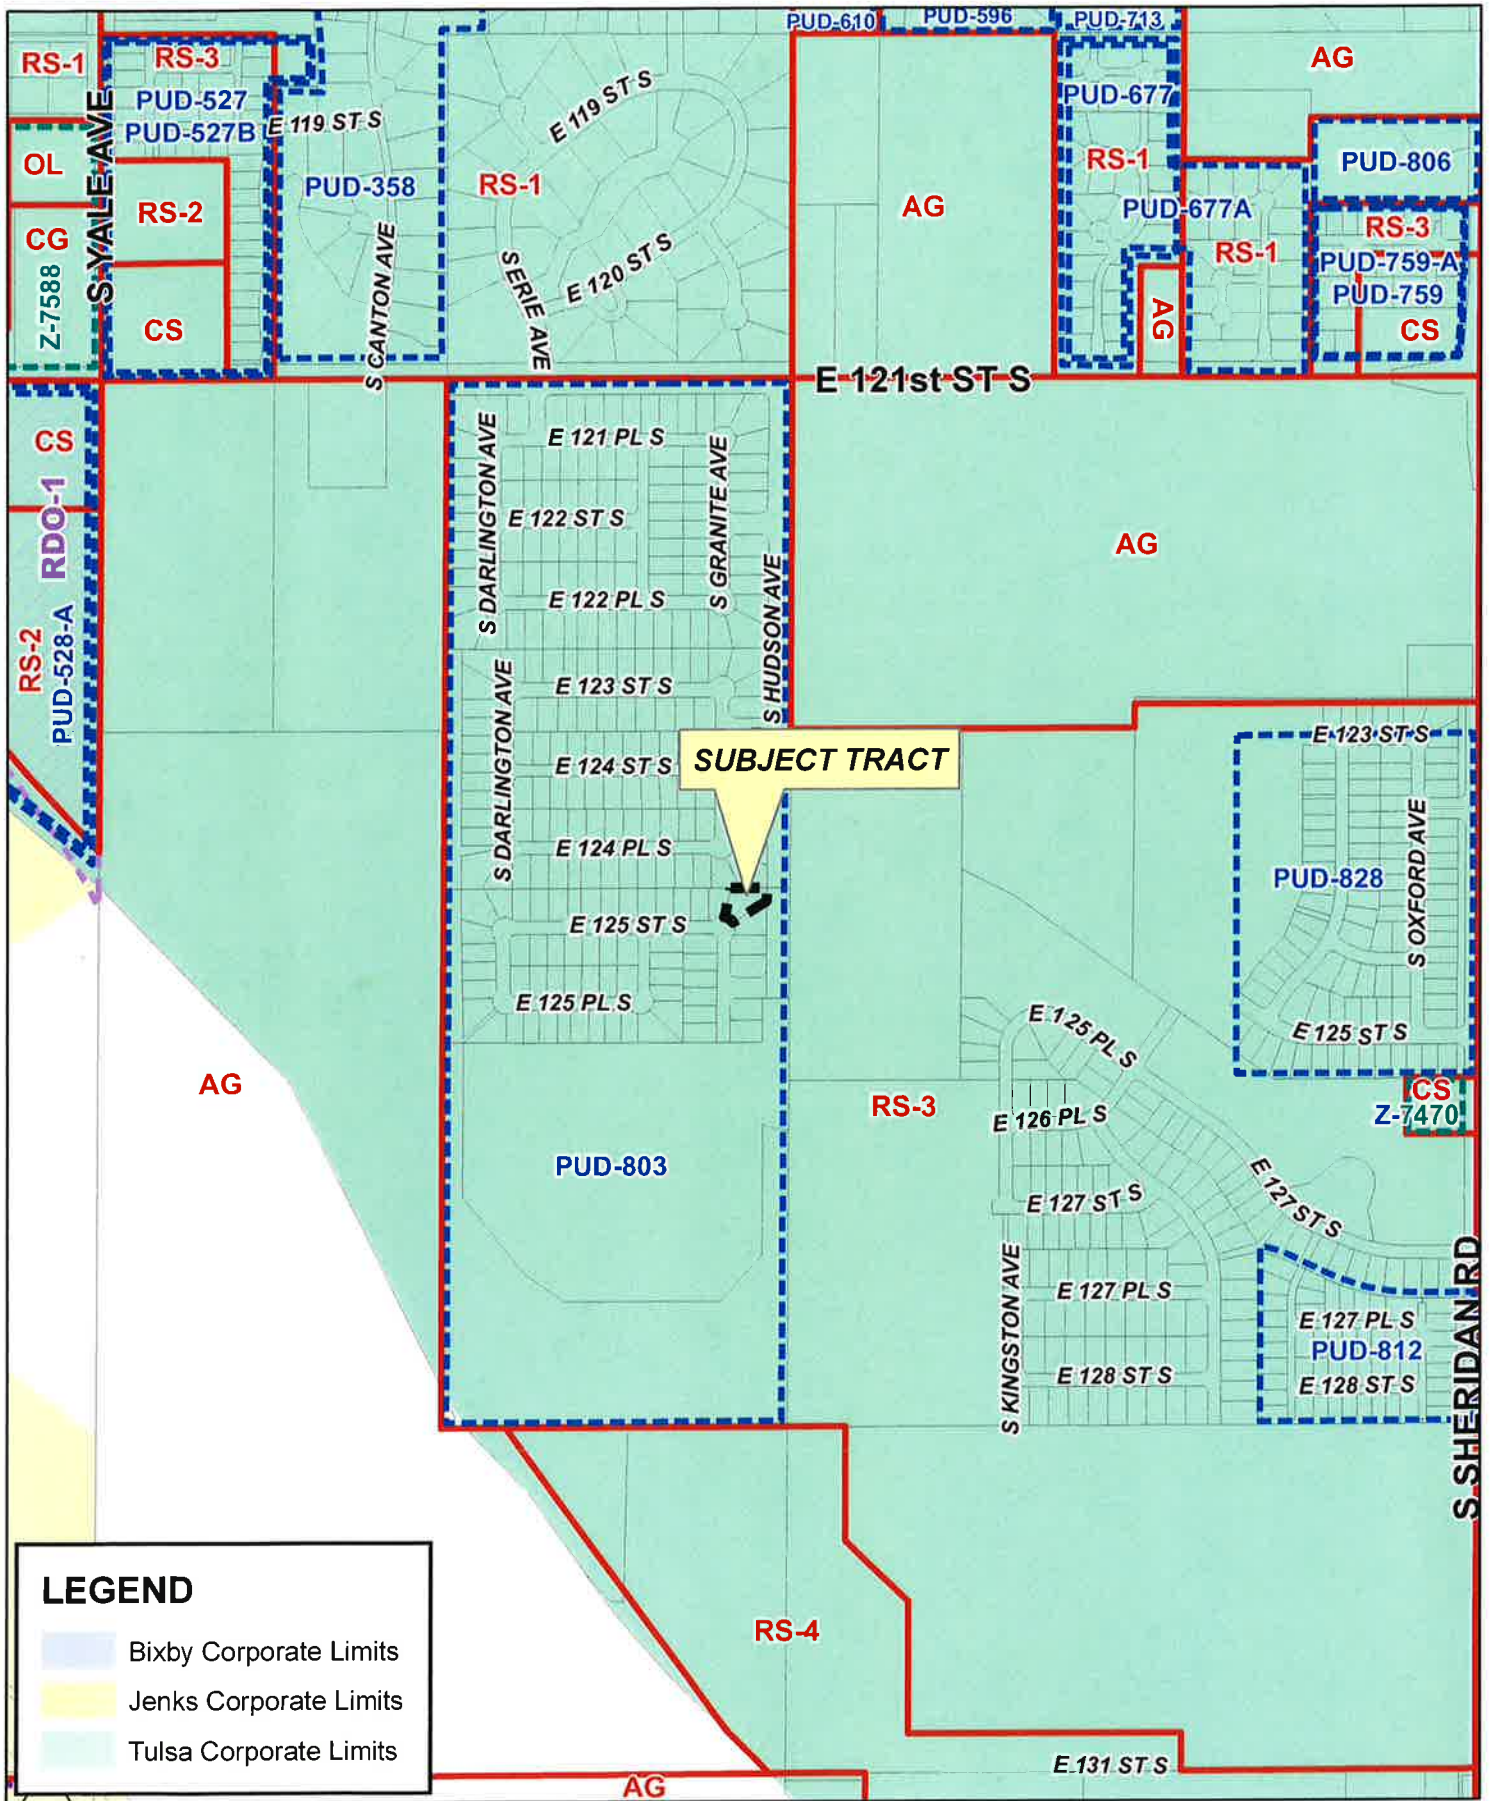 PUD-610
PUD-596
PUD-713
RS-1
RS-3
AG
PUD-527
PUD-677
PUD-527B
E 119 ST S
E 119 ST S
S YALE AVE
OL
PUD-358
RS-1
RS-1
PUD-806
RS-2
AG
PUD-677A
CG
RS-3
Z-7588
S CANTON AVE
S ERIE AVE
E 120 ST S
RS-1
PUD-759-A
PUD-759
CS
AG
CS
E 121st ST S
CS
S DARLINGTON AVE
E 121 PL S
S GRANITE AVE
RDO-1
E 122 ST S
AG
E 122 PL S
S HUDSON AVE
RS-2
PUD-528-A
S DARLINGTON AVE
E 123 ST S
E 123 ST S
SUBJECT TRACT
E 124 ST S
E 124 PL S
PUD-828
S OXFORD AVE
E 125 ST S
E 125 PL S
E 125 PL S
E 125 ST S
AG
RS-3
CS
Z-7470
E 126 PL S
PUD-803
E 127 ST S
E 127 ST S
S KINGSTON AVE
E 127 PL S
E 127 PL S
PUD-812
E 128 ST S
E 128 ST S
S SHERIDAN RD
LEGEND
Bixby Corporate Limits
Jenks Corporate Limits
Tulsa Corporate Limits
RS-4
E 131 ST S
AG